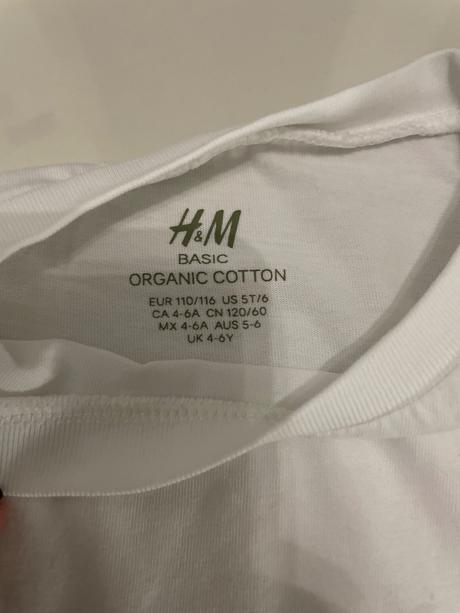 H&M
BASIC
ORGANIC COTTON
EUR 110/116 US 5T/6
CA 4-6A CN 120/60
MX 4-6A AUS 5-6
UK 4-6Y